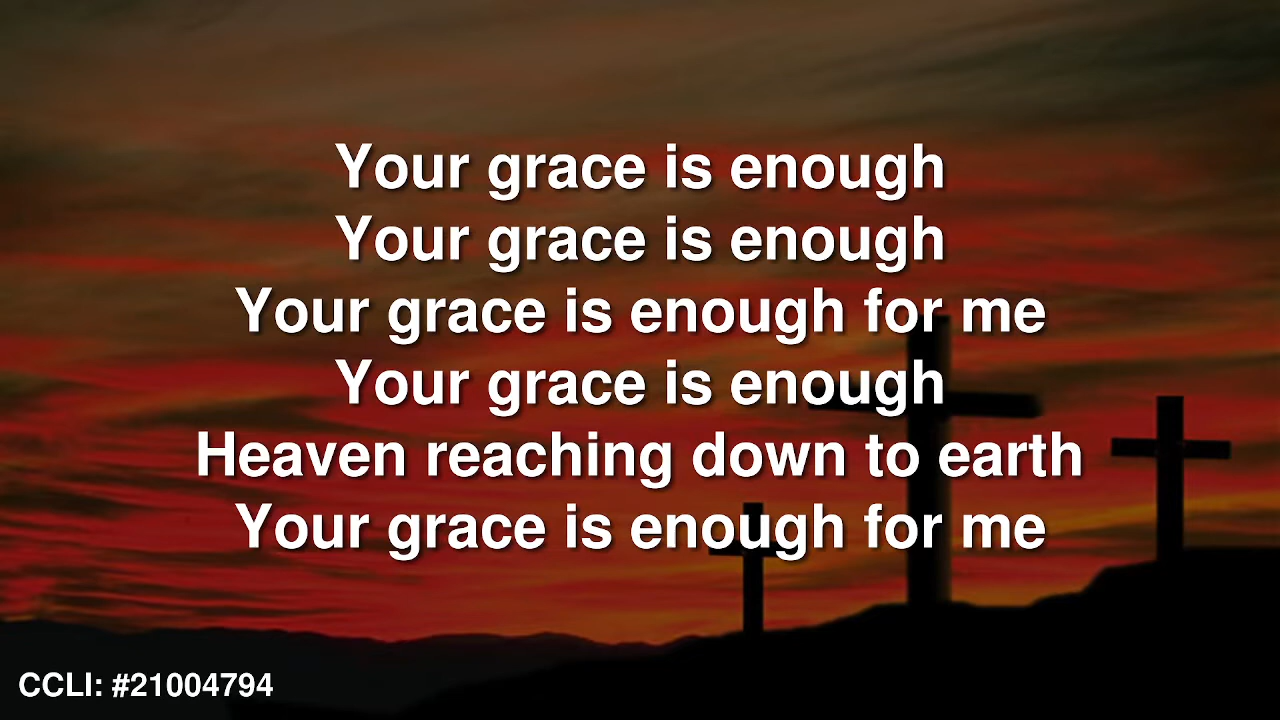 Your grace is enough
Your grace is enough
Your grace is enough for me
Your grace is enough
Heaven reaching down to earth
Your grace is enough for me
CCLI: #21004794